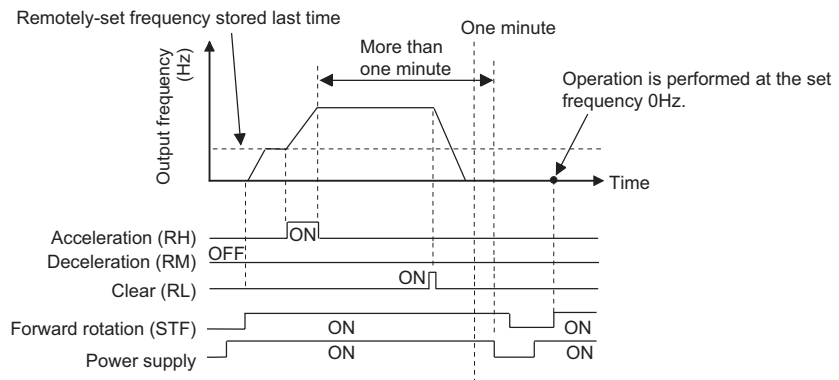 Remotely-set frequency stored last time
One minute
More than
one minute
Operation is performed at the set
frequency 0Hz.
Output frequency
(Hz)
Time
Acceleration (RH)
ON
Deceleration (RM)
OFF
Clear (RL)
ON
Forward rotation (STF)
ON
ON
Power supply
ON
ON